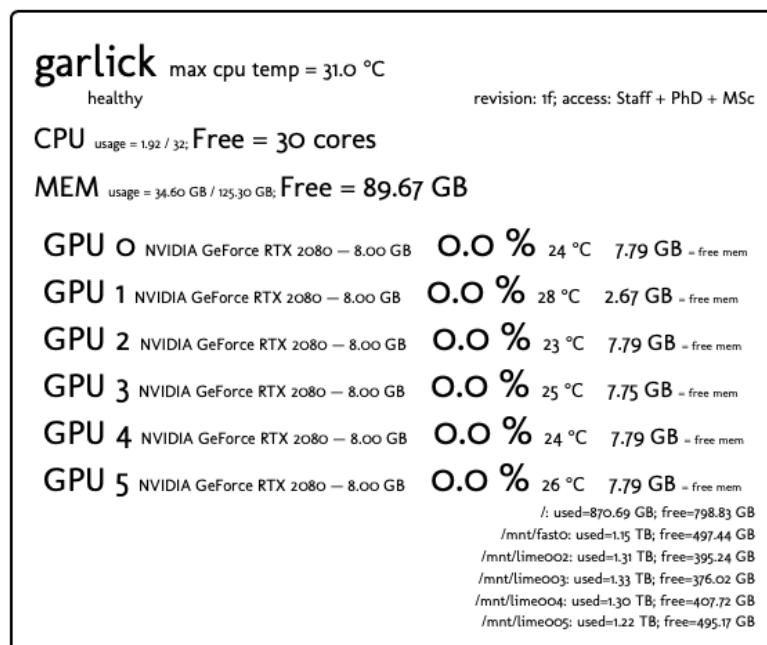 garlick max cpu temp = 31.0 °C
healthy revision: 1f; access: Staff + PhD + MSc
CPU usage = 1.92 / 32; Free = 30 cores
MEM usage = 34.60 GB / 125.30 GB; Free = 89.67 GB
GPU 0 NVIDIA GeForce RTX 2080 — 8.00 GB 0.0 % 24 °C 7.79 GB = free mem
GPU 1 NVIDIA GeForce RTX 2080 — 8.00 GB 0.0 % 28 °C 2.67 GB = free mem
GPU 2 NVIDIA GeForce RTX 2080 — 8.00 GB 0.0 % 23 °C 7.79 GB = free mem
GPU 3 NVIDIA GeForce RTX 2080 — 8.00 GB 0.0 % 25 °C 7.75 GB = free mem
GPU 4 NVIDIA GeForce RTX 2080 — 8.00 GB 0.0 % 24 °C 7.79 GB = free mem
GPU 5 NVIDIA GeForce RTX 2080 — 8.00 GB 0.0 % 26 °C 7.79 GB = free mem
/: used=870.69 GB; free=798.83 GB
/mnt/fast0: used=1.15 TB; free=497.44 GB
/mnt/lime002: used=1.31 TB; free=395.24 GB
/mnt/lime003: used=1.33 TB; free=376.02 GB
/mnt/lime004: used=1.30 TB; free=407.72 GB
/mnt/lime005: used=1.22 TB; free=495.17 GB